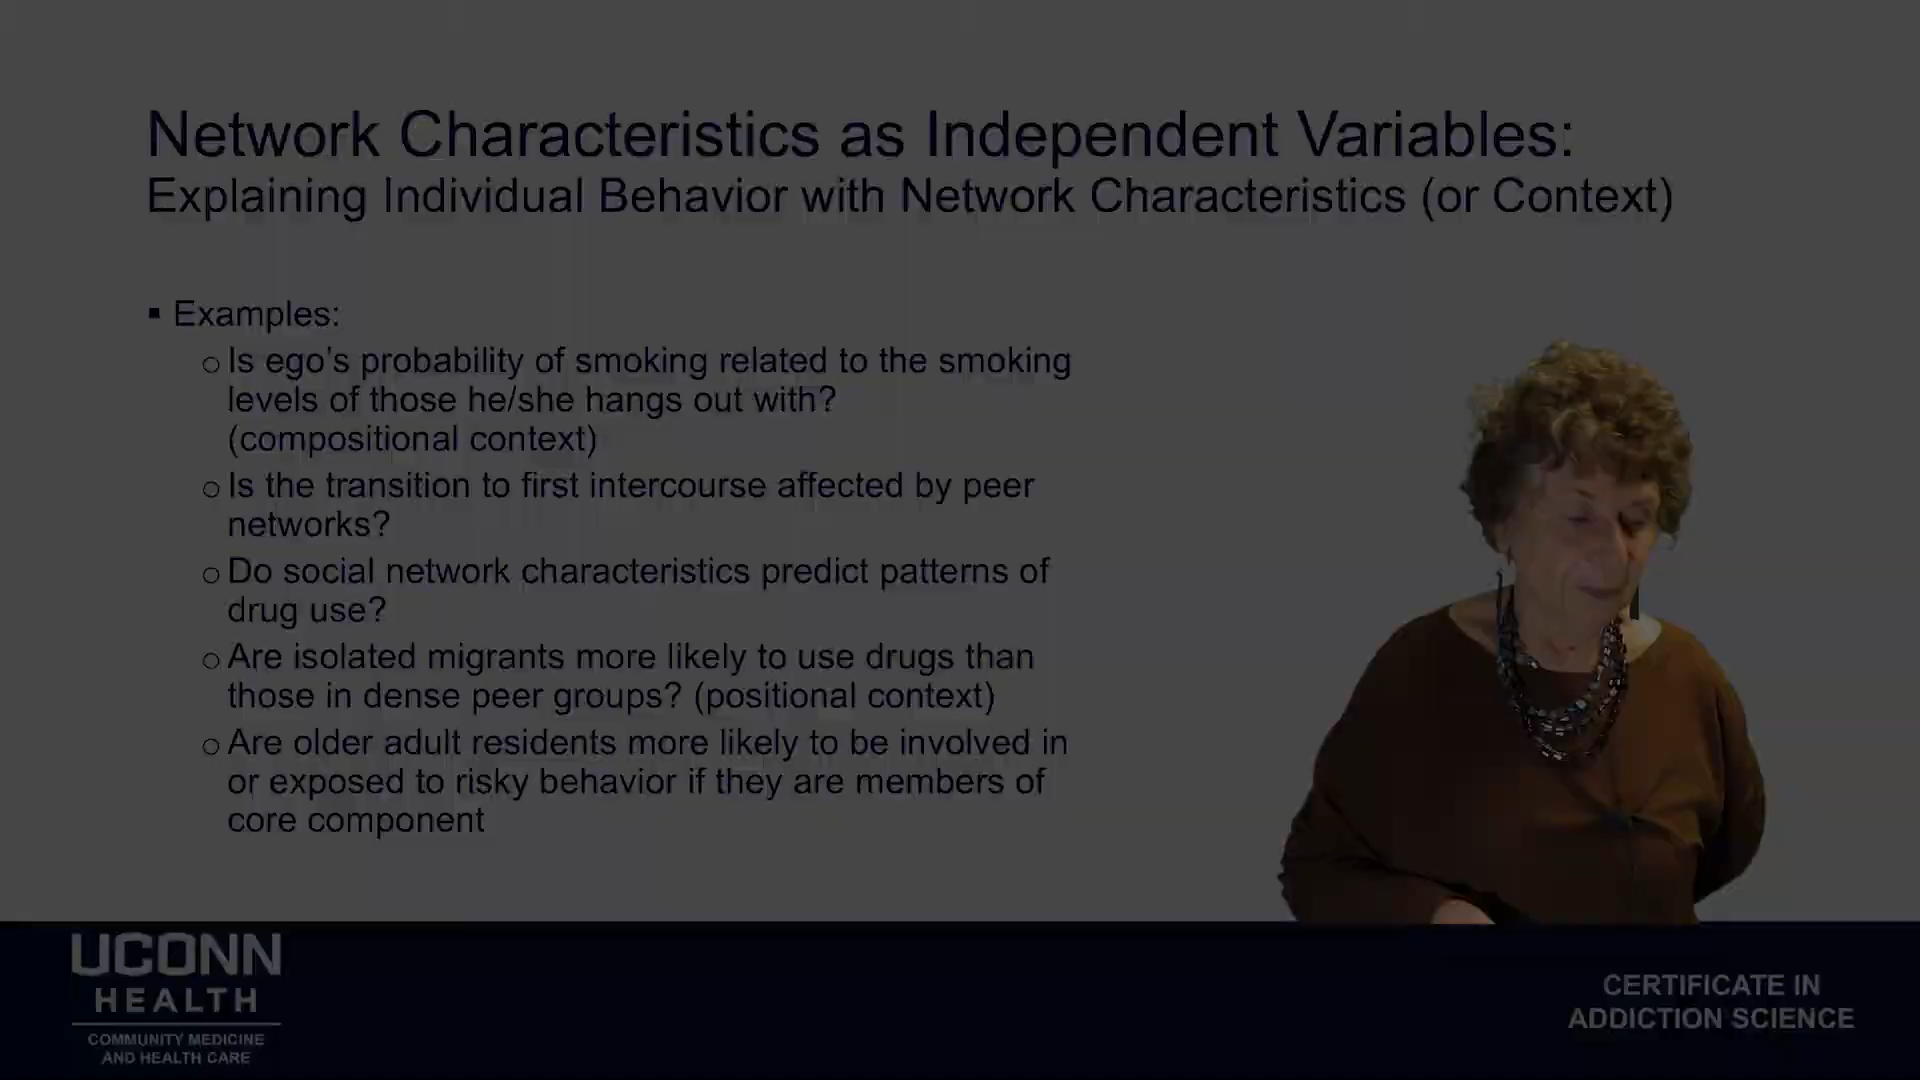 Network Characteristics as Independent Variables:
Explaining Individual Behavior with Network Characteristics (or Context)
▪ Examples:
o Is ego's probability of smoking related to the smoking
levels of those he/she hangs out with?
(compositional context)
o Is the transition to first intercourse affected by peer
networks?
o Do social network characteristics predict patterns of
drug use?
o Are isolated migrants more likely to use drugs than
those in dense peer groups? (positional context)
o Are older adult residents more likely to be involved in
or exposed to risky behavior if they are members of
core component
UCONN
HEALTH
COMMUNITY MEDICINE
AND HEALTH CARE
CERTIFICATE IN
ADDICTION SCIENCE